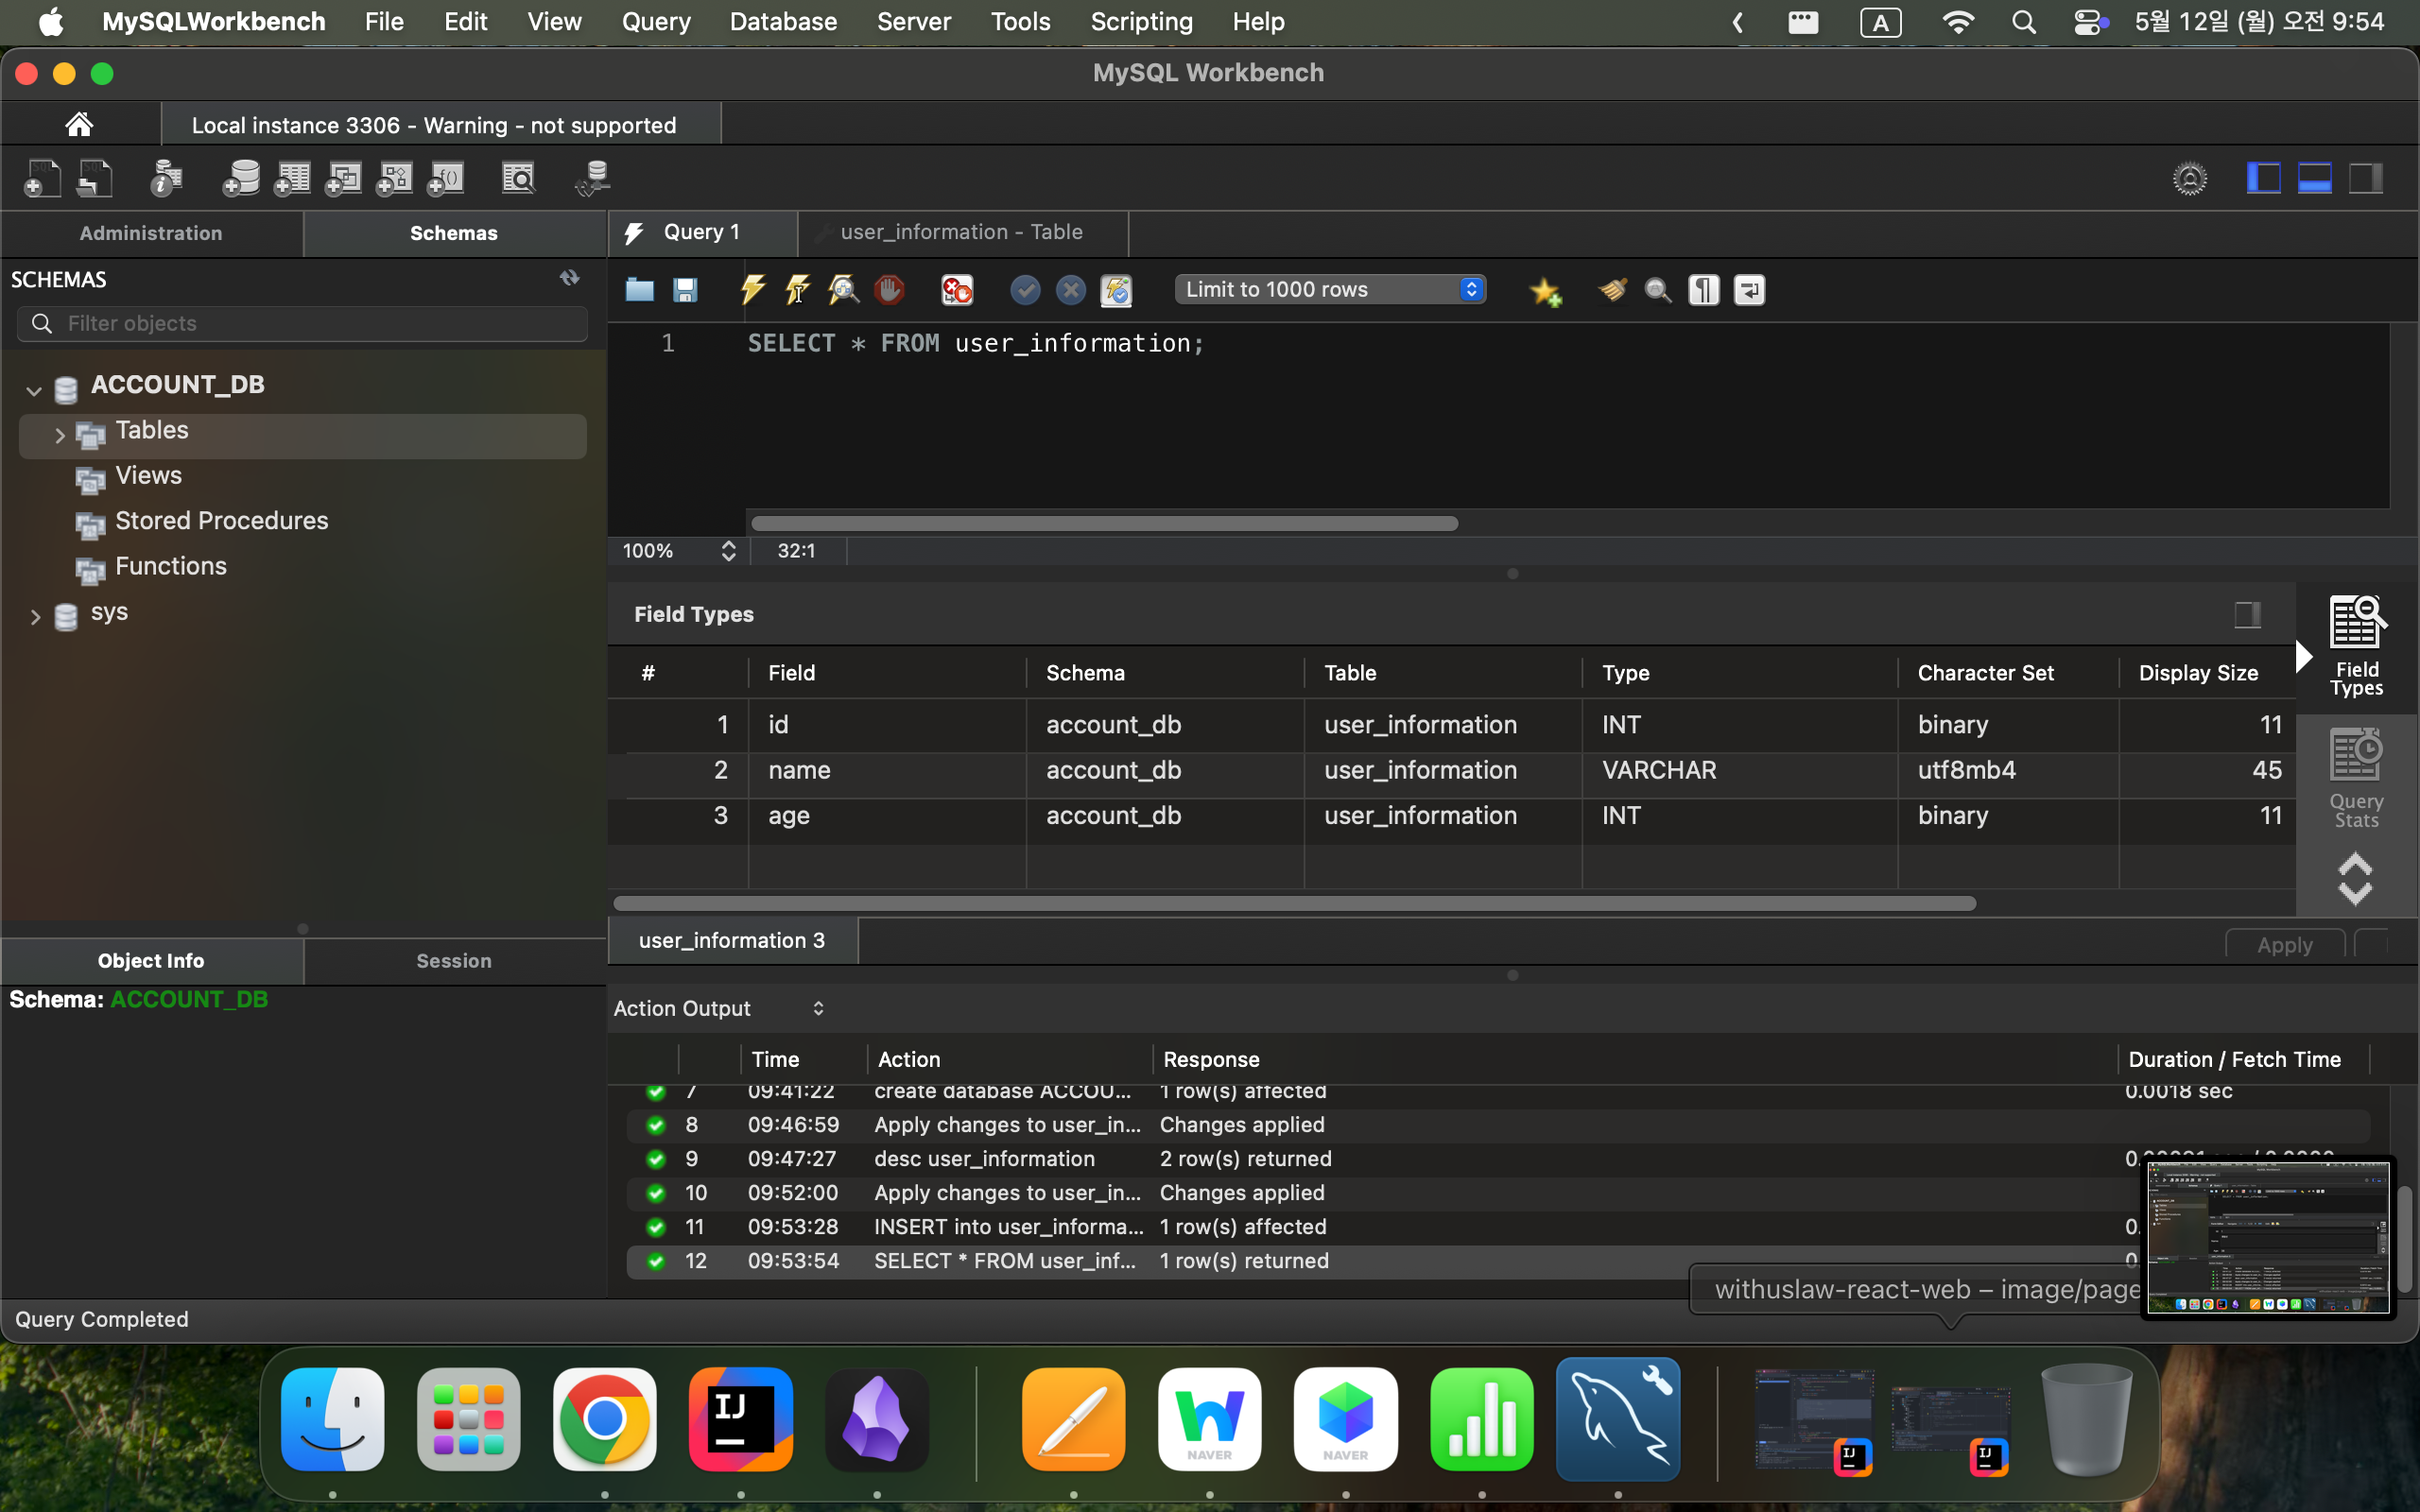 MySQLWorkbench File Edit View Query Database Server Tools Scripting Help A 5월 12일 (월) 오전 9:54
MySQL Workbench
Local instance 3306 - Warning - not supported
Administration Schemas
Query 1 user_information - Table
SCHEMAS
Filter objects
Limit to 1000 rows
1 SELECT * FROM user_information;
ACCOUNT_DB
Tables
Views
Stored Procedures
Functions
sys
100% 32:1
Field Types
# Field Schema Table Type Character Set Display Size
1 id account_db user_information INT binary 11
2 name account_db user_information VARCHAR utf8mb4 45
3 age account_db user_information INT binary 11
Field
Types
Query
Stats
user_information 3 Apply
Object Info Session
Schema: ACCOUNT_DB
Action Output
Time Action Response Duration / Fetch Time
7 09:41:22 create database ACCOU... 1 row(s) affected 0.0018 sec
8 09:46:59 Apply changes to user_in... Changes applied
9 09:47:27 desc user_information 2 row(s) returned
10 09:52:00 Apply changes to user_in... Changes applied
11 09:53:28 INSERT into user_informa... 1 row(s) affected 0.
12 09:53:54 SELECT * FROM user_inf... 1 row(s) returned 0.
withuslaw-react-web – image/page
Query Completed
IJ
NAVER
NAVER
IJ
IJ